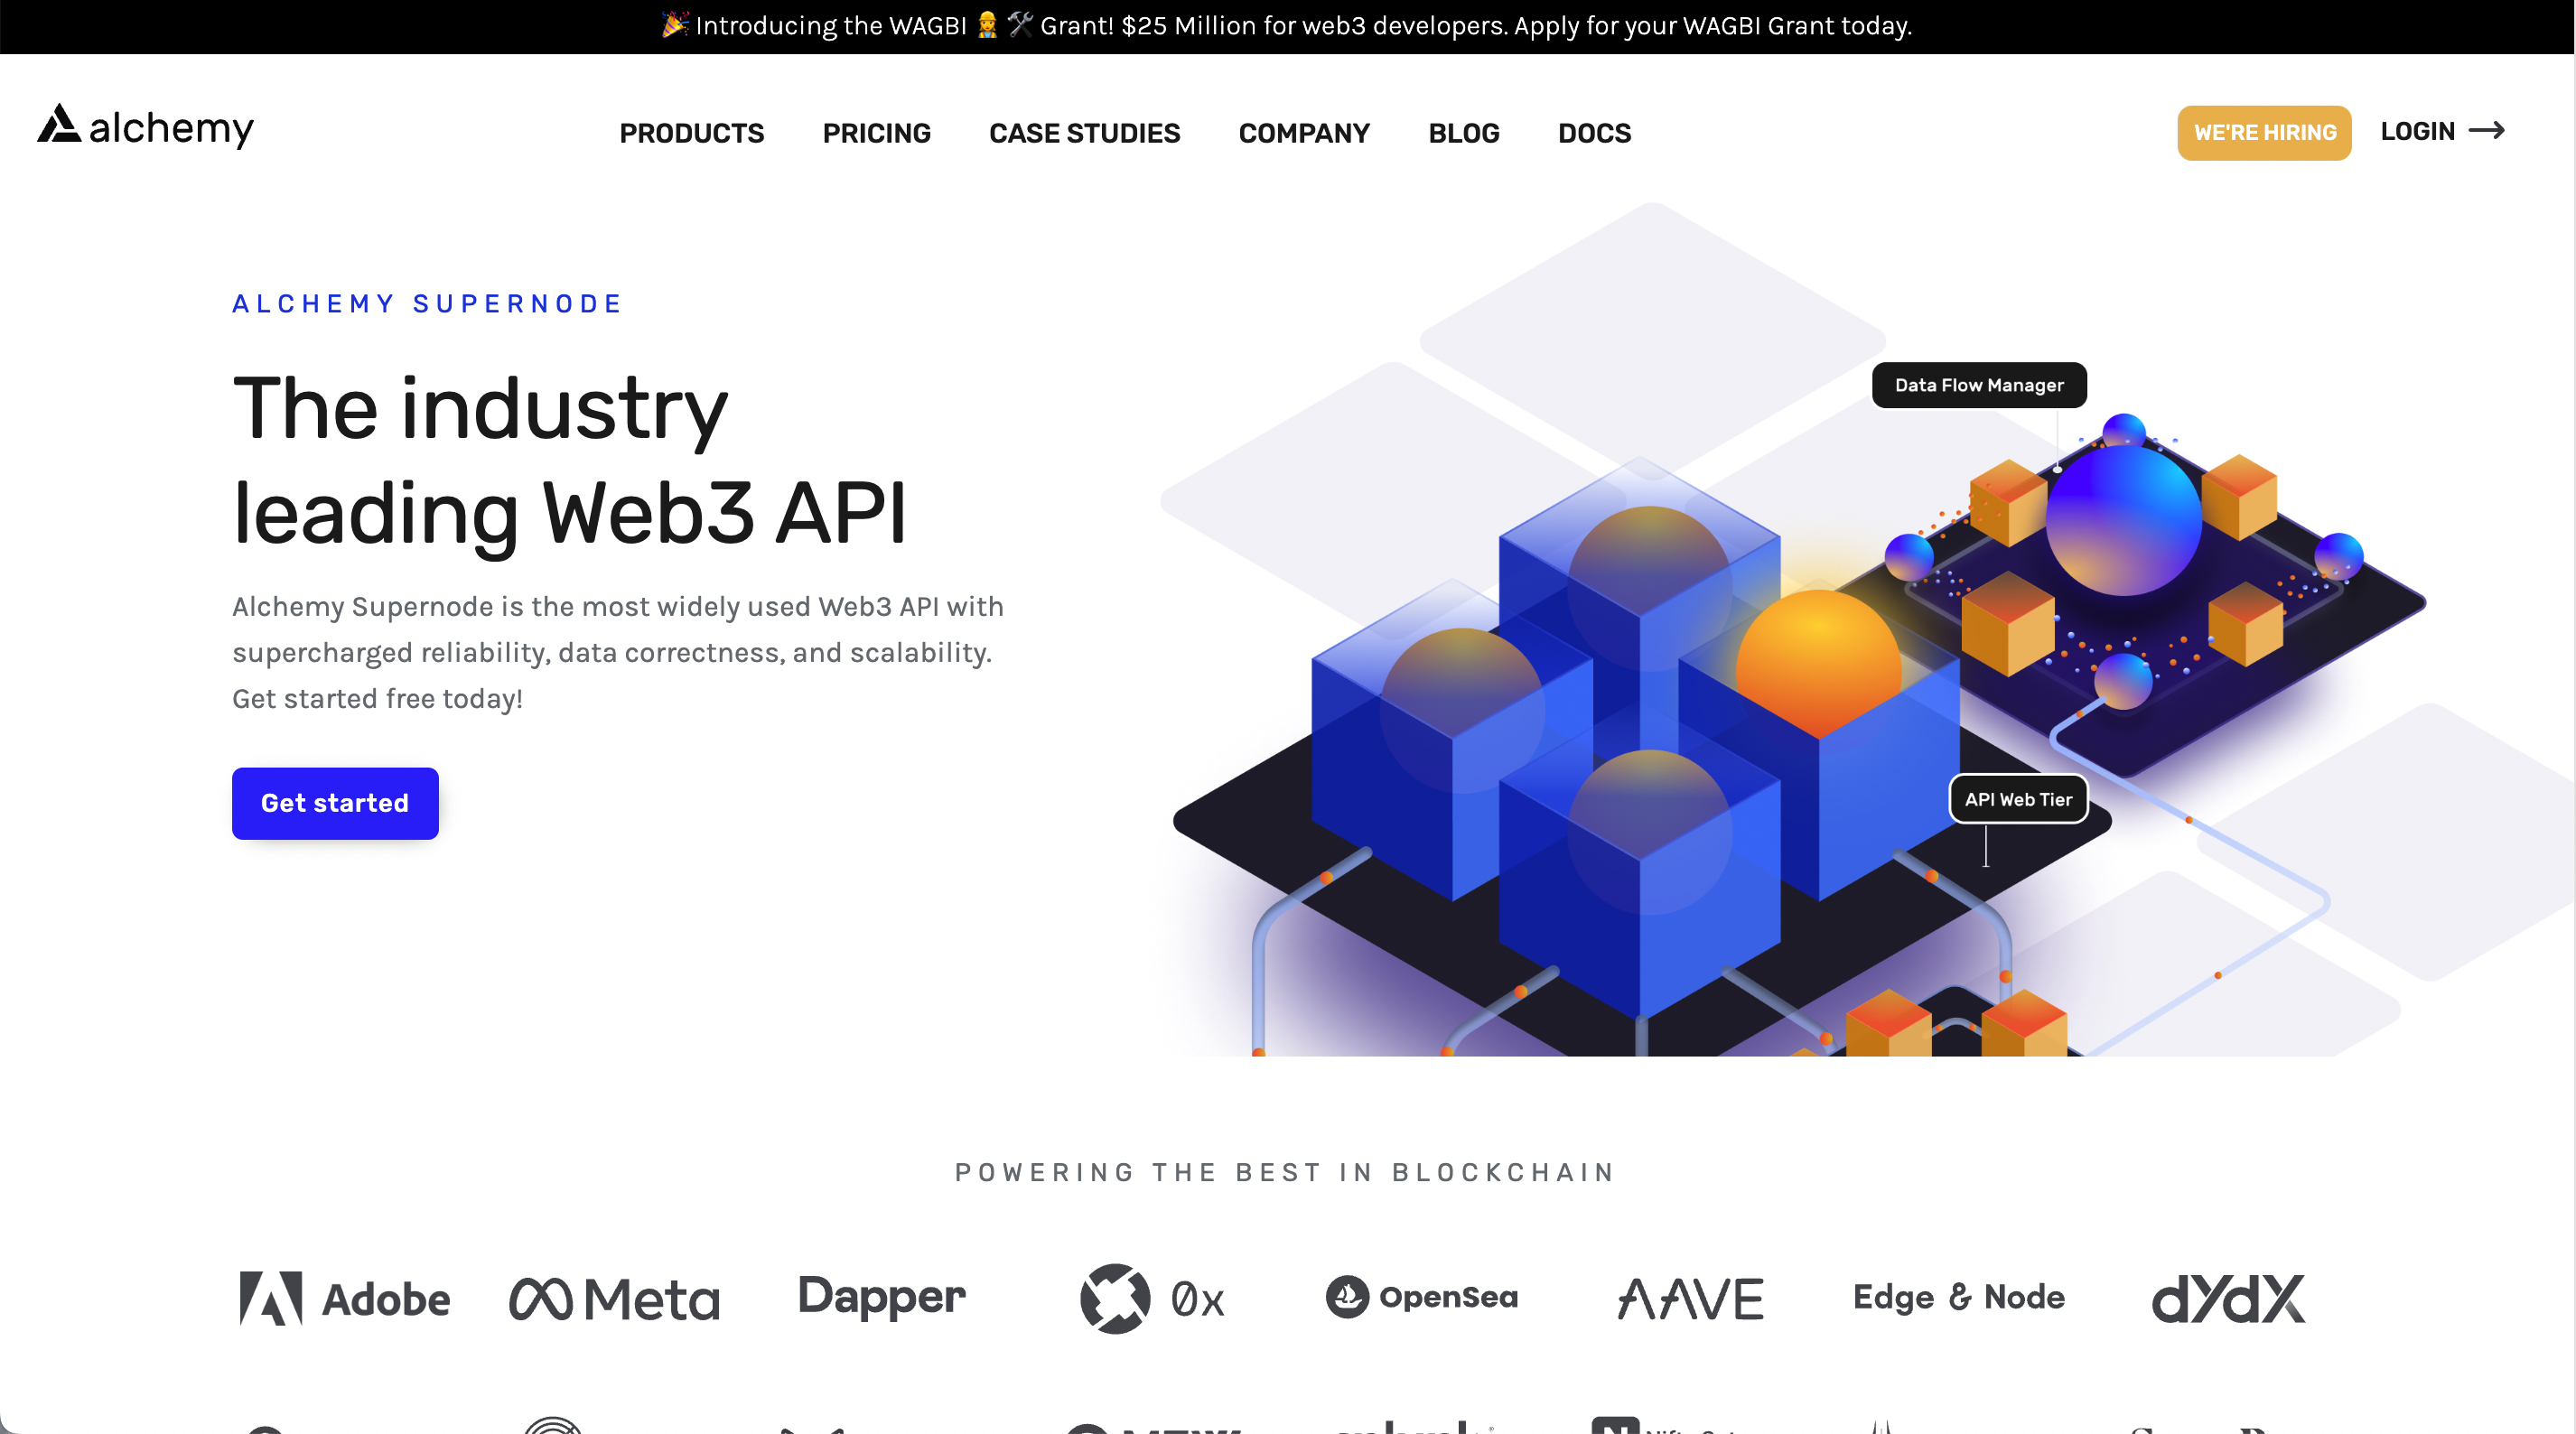 🎉 Introducing the WAGBI 👷 🛠️ Grant! $25 Million for web3 developers. Apply for your WAGBI Grant today.
alchemy
PRODUCTS PRICING CASE STUDIES COMPANY BLOG DOCS
WE'RE HIRING
LOGIN →
ALCHEMY SUPERNODE
The industry
leading Web3 API
Alchemy Supernode is the most widely used Web3 API with
supercharged reliability, data correctness, and scalability.
Get started free today!
Get started
Data Flow Manager
API Web Tier
POWERING THE BEST IN BLOCKCHAIN
Adobe Meta Dapper 0x OpenSea AAVE Edge & Node dYdX